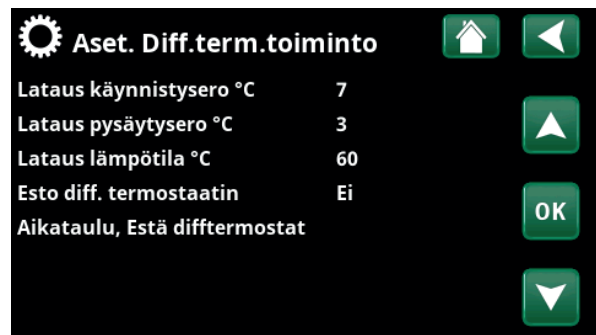 Aset. Diff.term.toiminto
Lataus käynnistysero °C 7
Lataus pysäytysero °C 3
Lataus lämpötila °C 60
Esto diff. termostaatin Ei
Aikataulu, Estä difftermostat
OK